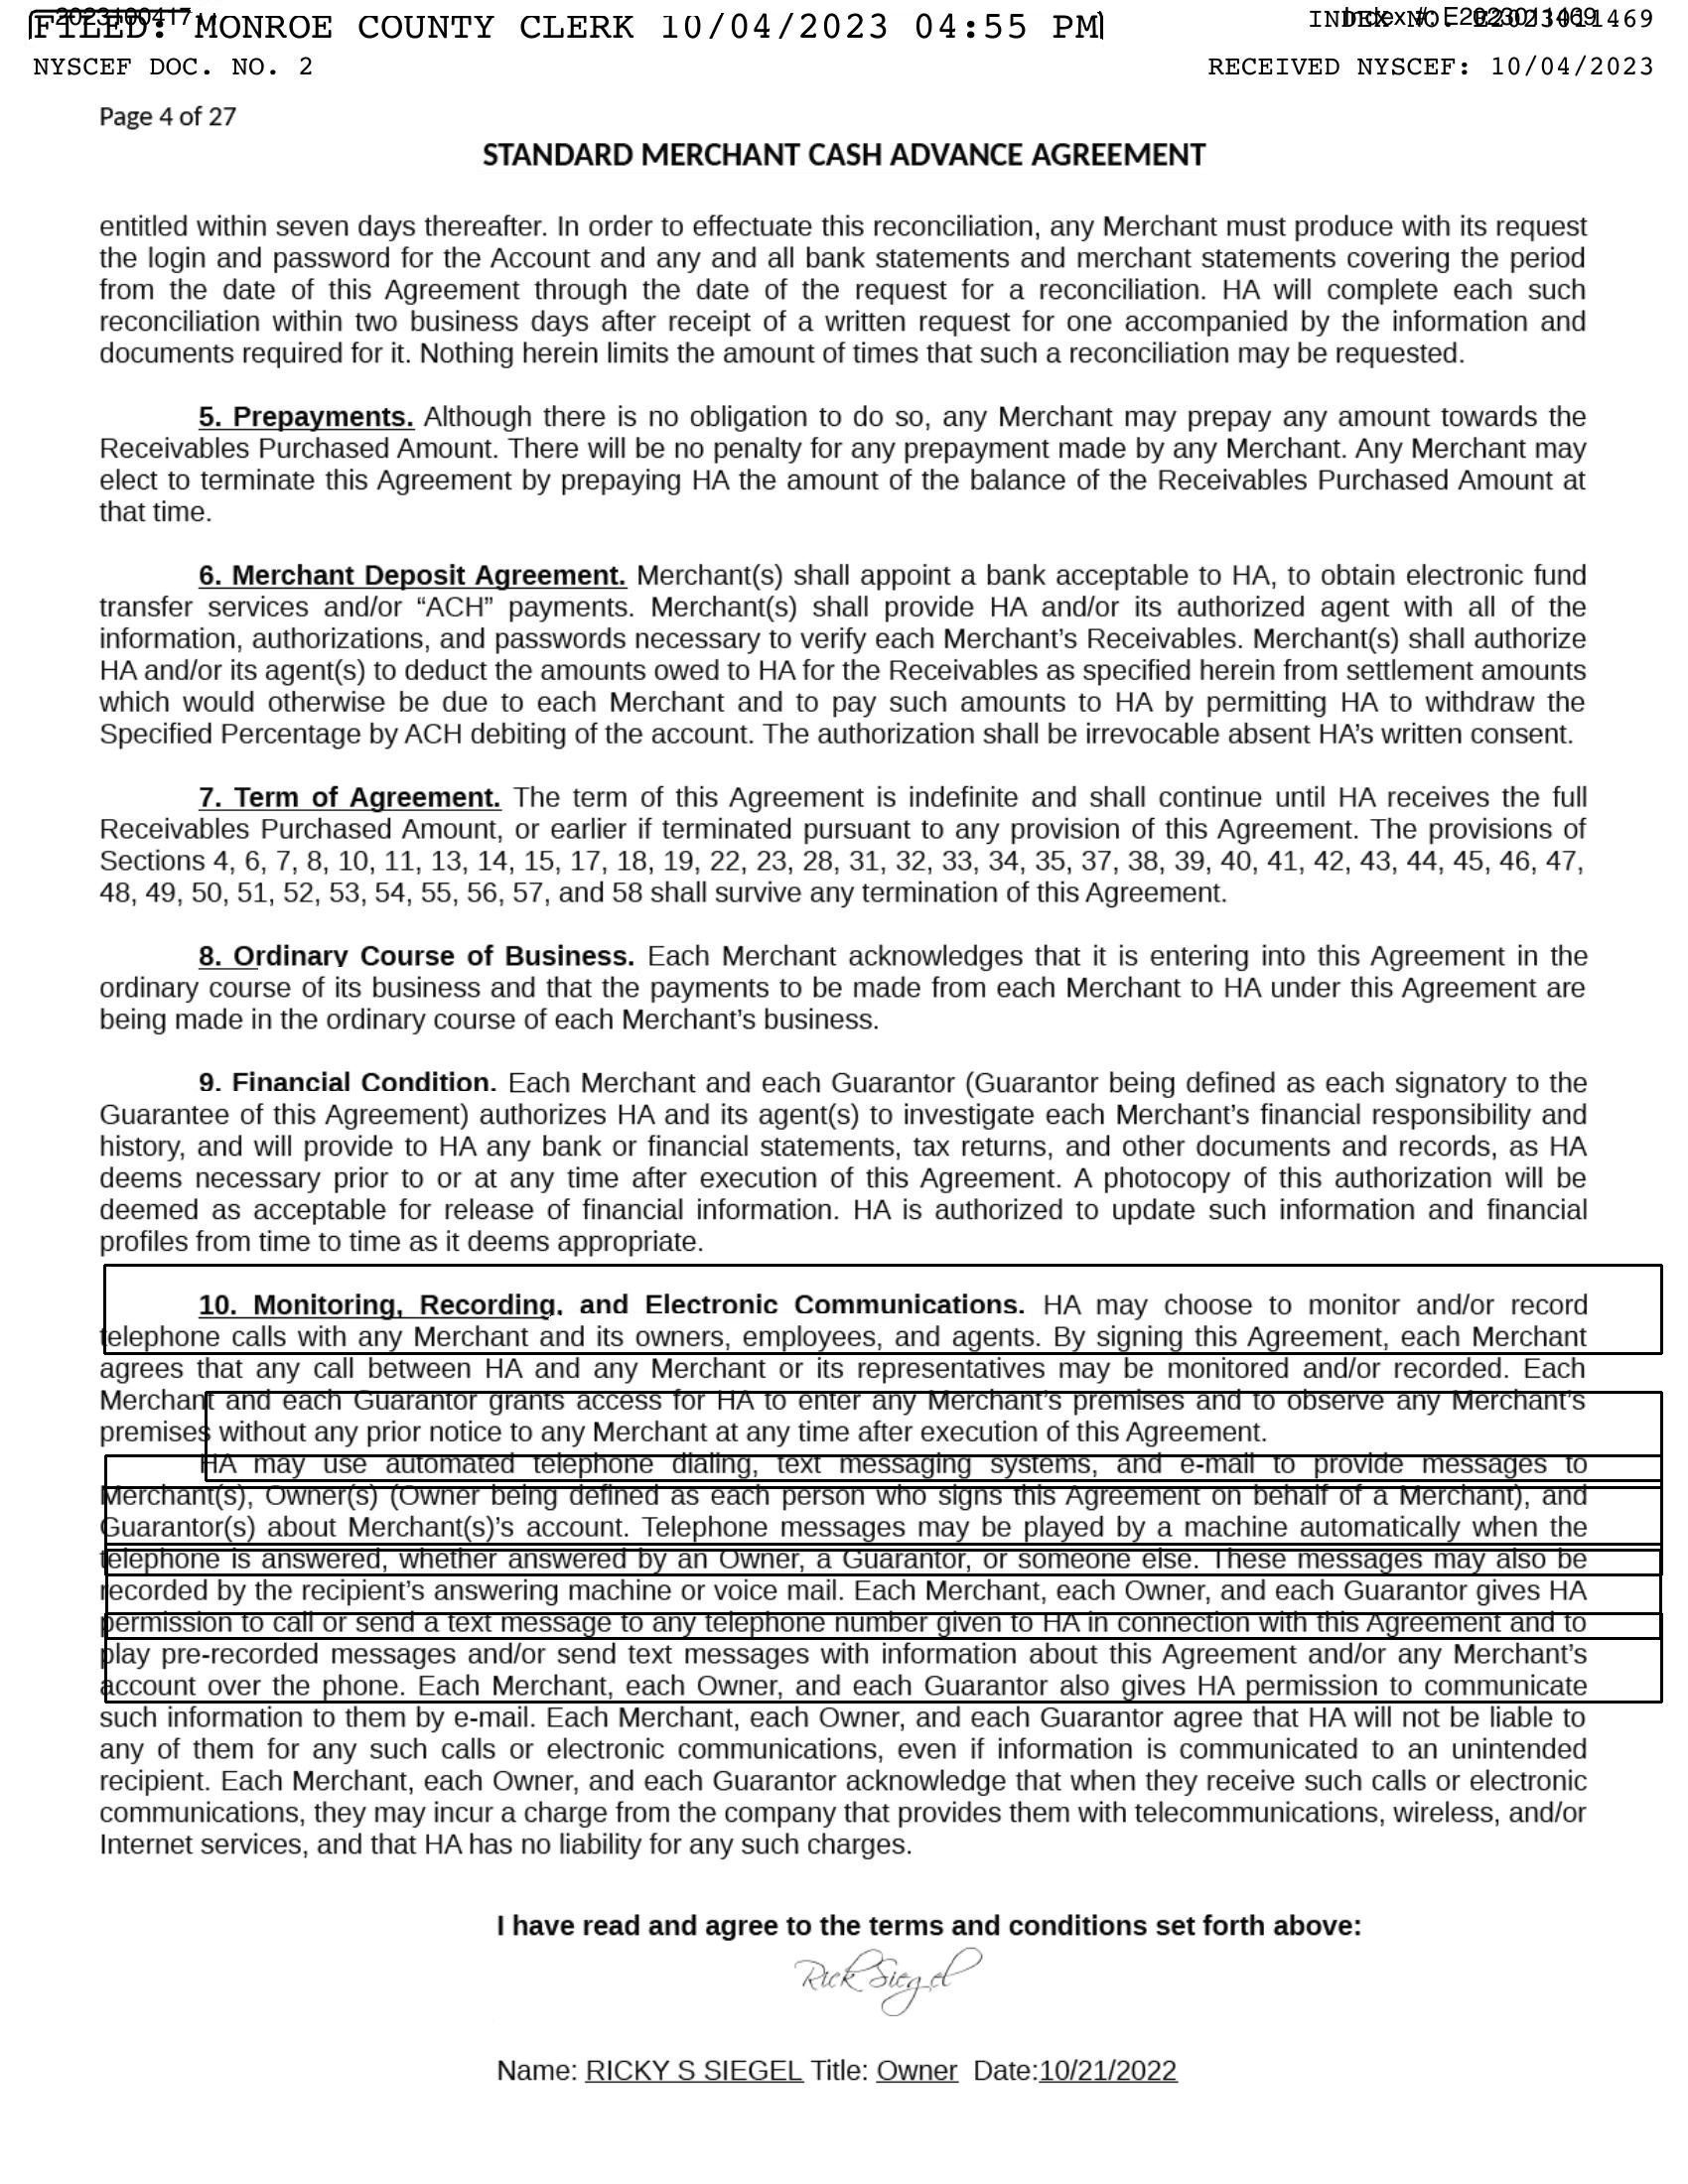 FILED: MONROE COUNTY CLERK 10/04/2023 04:55 PM
202310041711
INDEX NO. E2023011469
Index #: E2023011469
NYSCEF DOC. NO. 2
RECEIVED NYSCEF: 10/04/2023
Page 4 of 27
STANDARD MERCHANT CASH ADVANCE AGREEMENT
entitled within seven days thereafter. In order to effectuate this reconciliation, any Merchant must produce with its request
the login and password for the Account and any and all bank statements and merchant statements covering the period
from the date of this Agreement through the date of the request for a reconciliation. HA will complete each such
reconciliation within two business days after receipt of a written request for one accompanied by the information and
documents required for it. Nothing herein limits the amount of times that such a reconciliation may be requested.
5. Prepayments. Although there is no obligation to do so, any Merchant may prepay any amount towards the
Receivables Purchased Amount. There will be no penalty for any prepayment made by any Merchant. Any Merchant may
elect to terminate this Agreement by prepaying HA the amount of the balance of the Receivables Purchased Amount at
that time.
6. Merchant Deposit Agreement. Merchant(s) shall appoint a bank acceptable to HA, to obtain electronic fund
transfer services and/or “ACH” payments. Merchant(s) shall provide HA and/or its authorized agent with all of the
information, authorizations, and passwords necessary to verify each Merchant’s Receivables. Merchant(s) shall authorize
HA and/or its agent(s) to deduct the amounts owed to HA for the Receivables as specified herein from settlement amounts
which would otherwise be due to each Merchant and to pay such amounts to HA by permitting HA to withdraw the
Specified Percentage by ACH debiting of the account. The authorization shall be irrevocable absent HA’s written consent.
7. Term of Agreement. The term of this Agreement is indefinite and shall continue until HA receives the full
Receivables Purchased Amount, or earlier if terminated pursuant to any provision of this Agreement. The provisions of
Sections 4, 6, 7, 8, 10, 11, 13, 14, 15, 17, 18, 19, 22, 23, 28, 31, 32, 33, 34, 35, 37, 38, 39, 40, 41, 42, 43, 44, 45, 46, 47,
48, 49, 50, 51, 52, 53, 54, 55, 56, 57, and 58 shall survive any termination of this Agreement.
8. Ordinary Course of Business. Each Merchant acknowledges that it is entering into this Agreement in the
ordinary course of its business and that the payments to be made from each Merchant to HA under this Agreement are
being made in the ordinary course of each Merchant’s business.
9. Financial Condition. Each Merchant and each Guarantor (Guarantor being defined as each signatory to the
Guarantee of this Agreement) authorizes HA and its agent(s) to investigate each Merchant’s financial responsibility and
history, and will provide to HA any bank or financial statements, tax returns, and other documents and records, as HA
deems necessary prior to or at any time after execution of this Agreement. A photocopy of this authorization will be
deemed as acceptable for release of financial information. HA is authorized to update such information and financial
profiles from time to time as it deems appropriate.
10. Monitoring, Recording, and Electronic Communications. HA may choose to monitor and/or record
telephone calls with any Merchant and its owners, employees, and agents. By signing this Agreement, each Merchant
agrees that any call between HA and any Merchant or its representatives may be monitored and/or recorded. Each
Merchant and each Guarantor grants access for HA to enter any Merchant’s premises and to observe any Merchant’s
premises without any prior notice to any Merchant at any time after execution of this Agreement.
HA may use automated telephone dialing, text messaging systems, and e-mail to provide messages to
Merchant(s), Owner(s) (Owner being defined as each person who signs this Agreement on behalf of a Merchant), and
Guarantor(s) about Merchant(s)’s account. Telephone messages may be played by a machine automatically when the
telephone is answered, whether answered by an Owner, a Guarantor, or someone else. These messages may also be
recorded by the recipient’s answering machine or voice mail. Each Merchant, each Owner, and each Guarantor gives HA
permission to call or send a text message to any telephone number given to HA in connection with this Agreement and to
play pre-recorded messages and/or send text messages with information about this Agreement and/or any Merchant’s
account over the phone. Each Merchant, each Owner, and each Guarantor also gives HA permission to communicate
such information to them by e-mail. Each Merchant, each Owner, and each Guarantor agree that HA will not be liable to
any of them for any such calls or electronic communications, even if information is communicated to an unintended
recipient. Each Merchant, each Owner, and each Guarantor acknowledge that when they receive such calls or electronic
communications, they may incur a charge from the company that provides them with telecommunications, wireless, and/or
Internet services, and that HA has no liability for any such charges.
I have read and agree to the terms and conditions set forth above:
Rick Siegel
Name: RICKY S SIEGEL Title: Owner Date:10/21/2022